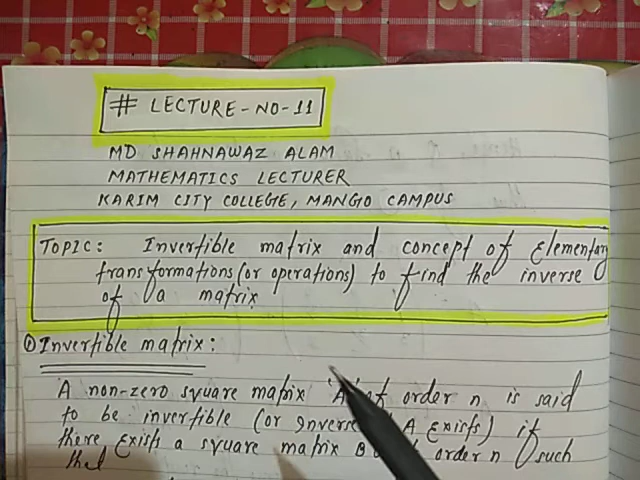 # LECTURE-NO-11
MD SHAHNAWAZ ALAM
MATHEMATICS LECTURER
KARIM CITY COLLEGE, MANGO CAMPUS
TOPIC: Invertible matrix and concept of Elementary
transformations (or operations) to find the inverse
of a matrix
① Invertible matrix:
A non-zero square matrix 'A' of order n is said
to be invertible (or Inverse A exists) if
there exists a square matrix B order n such
that